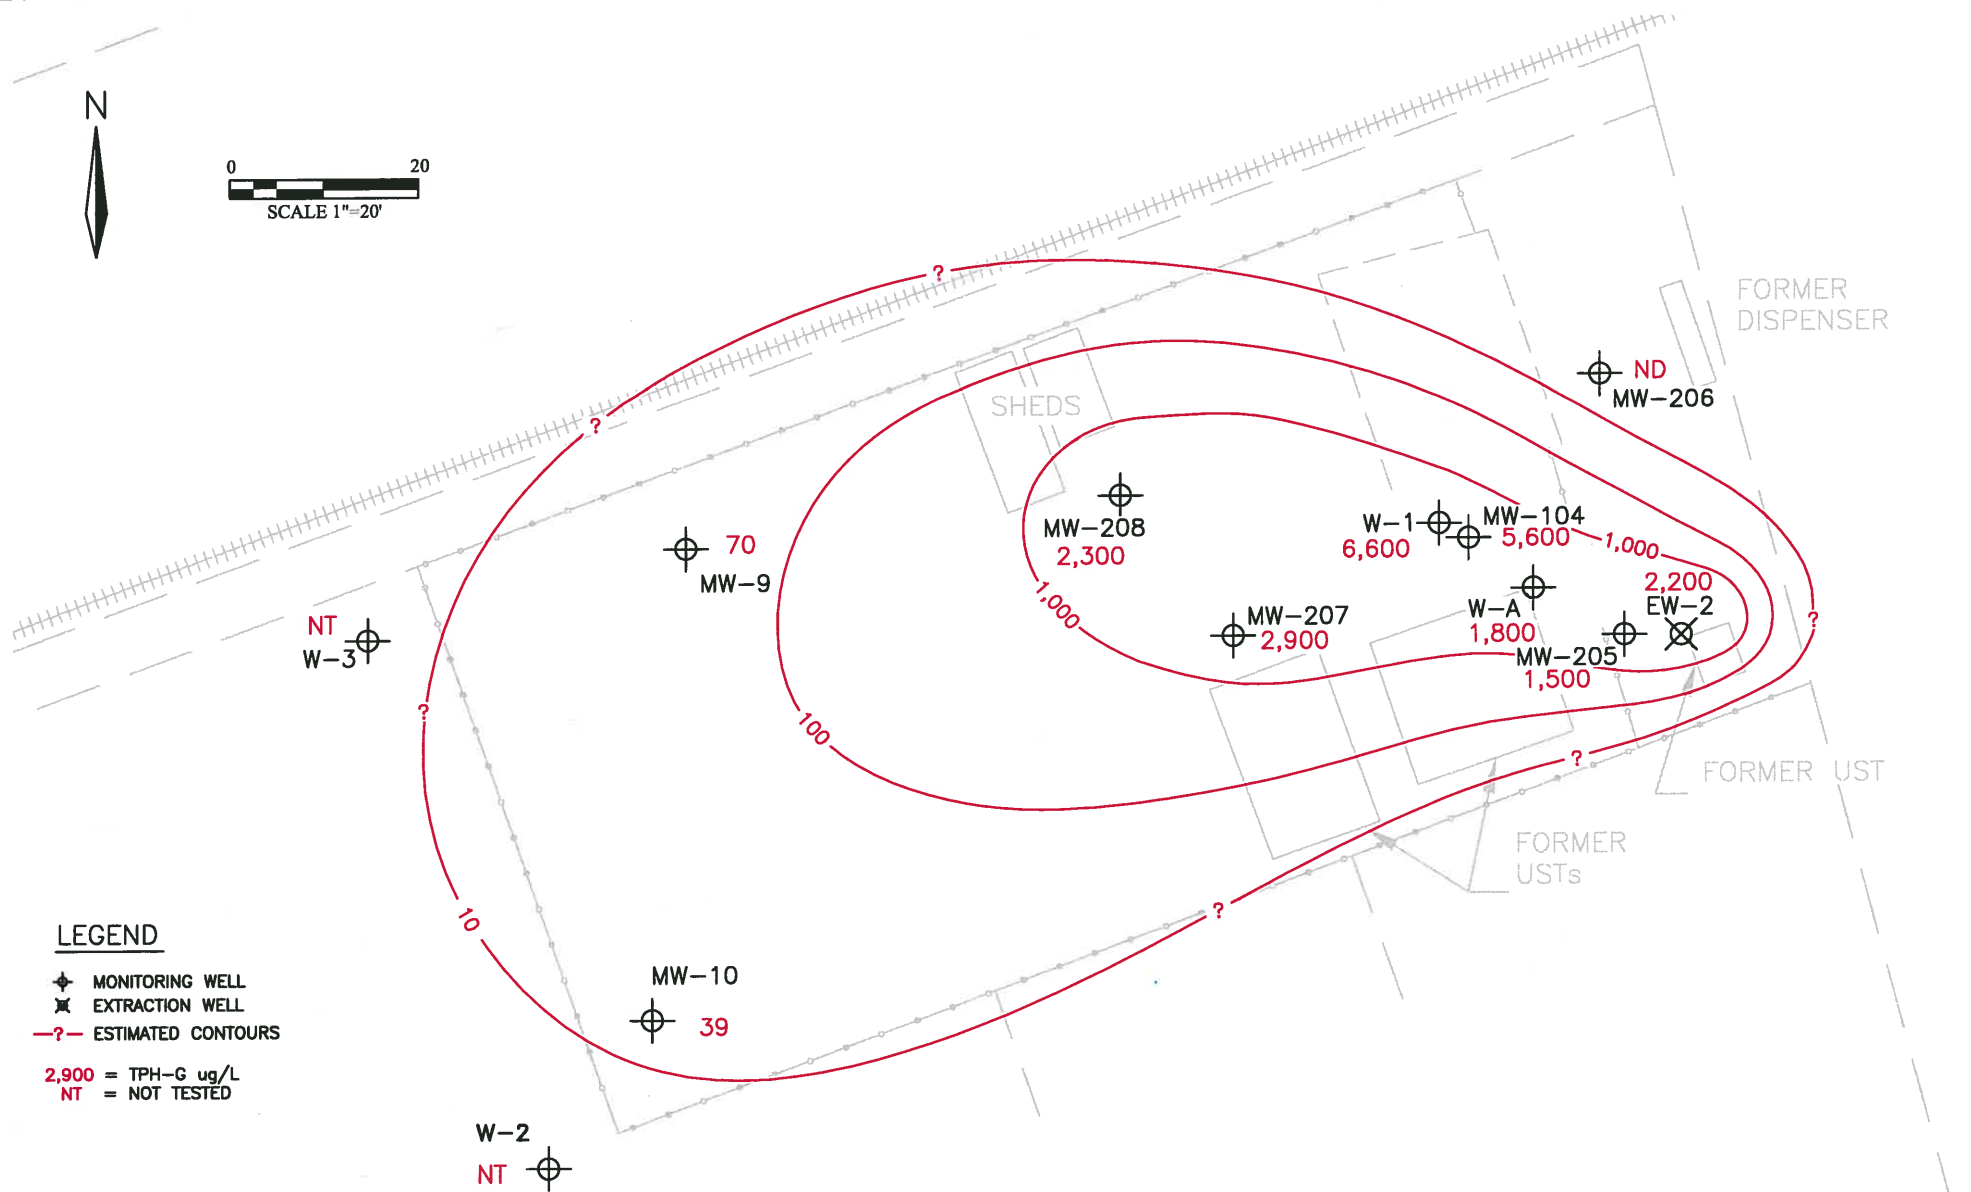 N
0 20
SCALE 1"=20'
?
FORMER
DISPENSER
ND
MW-206
?
SHEDS
MW-208
2,300
W-1
6,600
MW-104
5,600
1,000
70
MW-9
2,200
EW-2
W-A
1,800
MW-205
1,500
1,000
MW-207
2,900
?
NT
W-3
?
100
?
FORMER UST
FORMER
USTs
10
?
MW-10
39
LEGEND
MONITORING WELL
EXTRACTION WELL
—?— ESTIMATED CONTOURS
2,900 = TPH-G ug/L
NT = NOT TESTED
W-2
NT